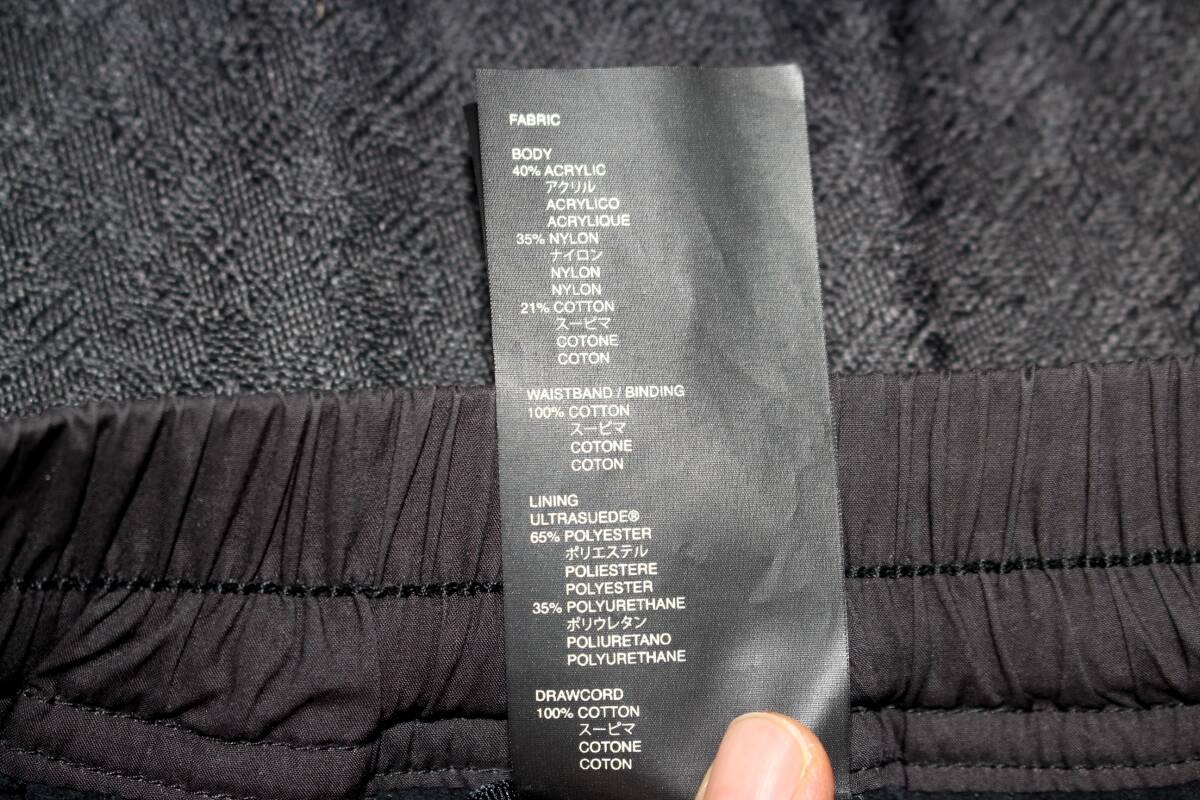 FABRIC
BODY
40% ACRYLIC
アクリル
ACRYLICO
ACRYLIQUE
35% NYLON
ナイロン
NYLON
NYLON
21% COTTON
スーピマ
COTONE
COTON
WAISTBAND / BINDING
100% COTTON
スーピマ
COTONE
COTON
LINING
ULTRASUEDE®
65% POLYESTER
ポリエステル
POLIESTERE
POLYESTER
35% POLYURETHANE
ポリウレタン
POLIURETANO
POLYURETHANE
DRAWCORD
100% COTTON
スーピマ
COTONE
COTON